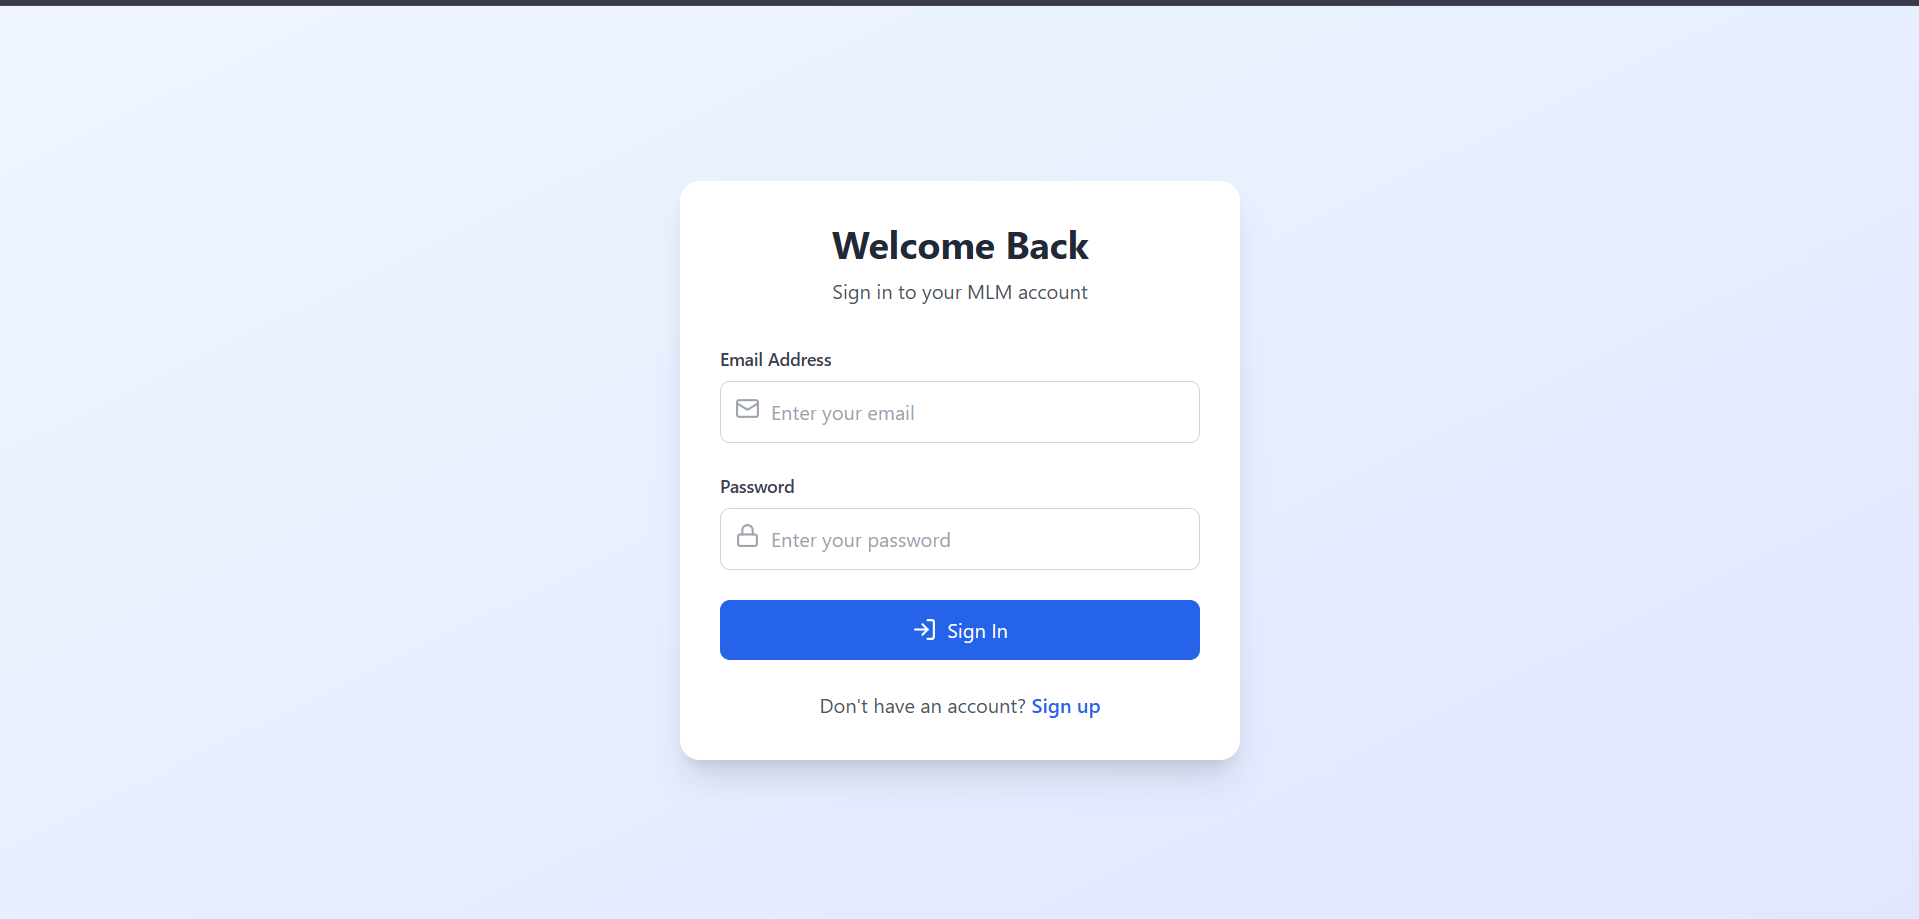 Welcome Back
Sign in to your MLM account
Email Address
Enter your email
Password
Enter your password
Sign In
Don't have an account? Sign up